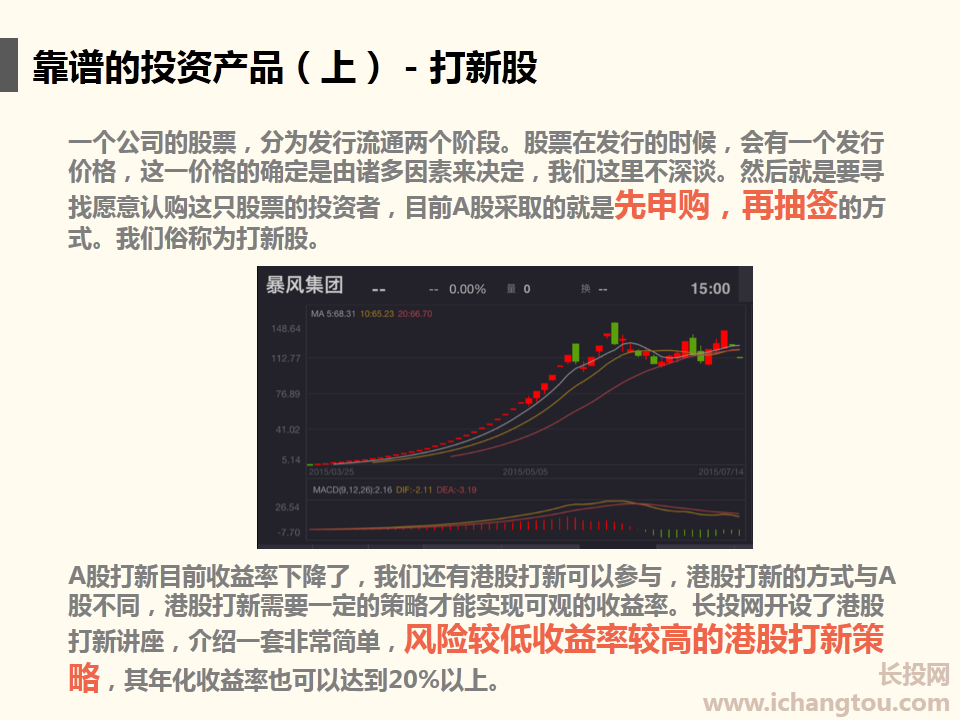 靠谱的投资产品（上）－打新股
一个公司的股票，分为发行流通两个阶段。股票在发行的时候，会有一个发行
价格，这一价格的确定是由诸多因素来决定，我们这里不深谈。然后就是要寻
找愿意认购这只股票的投资者，目前A股采取的就是先申购，再抽签的方
式。我们俗称为打新股。
暴风集团 -- -- 0.00% 量 0 换 -- 15:00
MA 5:68.31 10:65.23 20:66.70
148.64
112.77
76.89
41.02
5.14
2015/03/25 2015/05/05 2015/07/14
MACD(9,12,26):2.16 DIF:-2.11 DEA:-3.19
26.54
-7.70
A股打新目前收益率下降了，我们还有港股打新可以参与，港股打新的方式与A
股不同，港股打新需要一定的策略才能实现可观的收益率。长投网开设了港股
打新讲座，介绍一套非常简单，风险较低收益率较高的港股打新策
略，其年化收益率也可以达到20%以上。
长投网
www.ichangtou.com